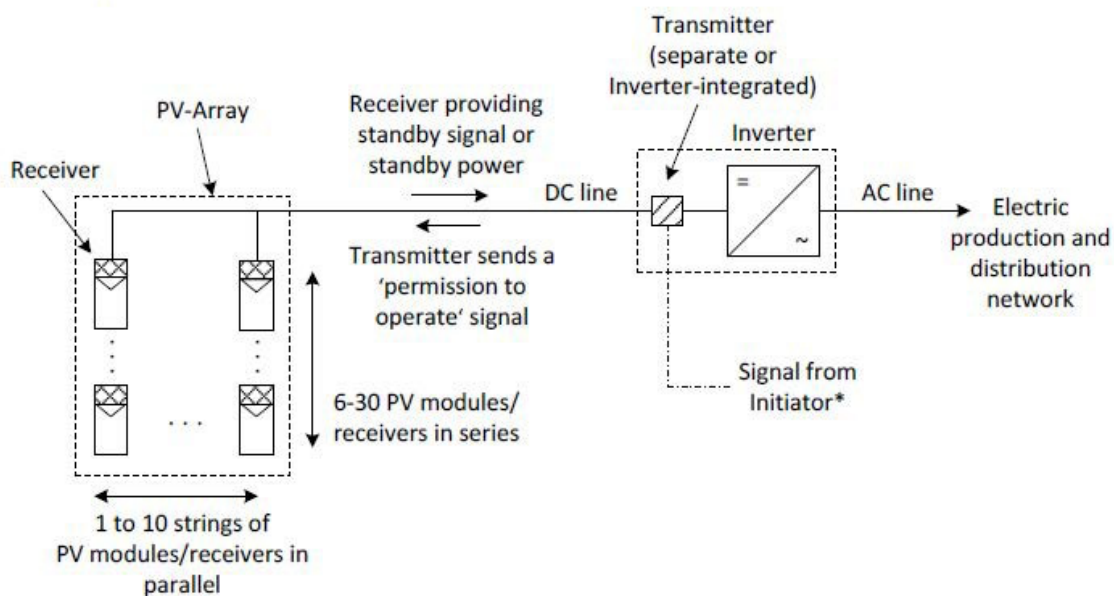 Transmitter
(separate or
Inverter-integrated)
PV-Array
Receiver providing
standby signal or
standby power
Inverter
Receiver
DC line
=
~
AC line
Electric
production and
distribution
network
Transmitter sends a
‘permission to
operate‘ signal
Signal from
Initiator*
6-30 PV modules/
receivers in series
. . .
1 to 10 strings of
PV modules/receivers in
parallel